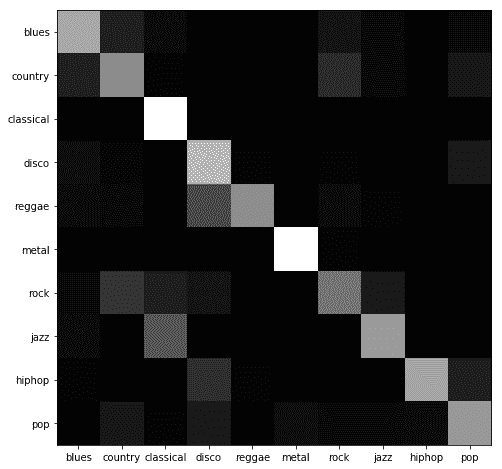 blues
country
classical
disco
reggae
metal
rock
jazz
hiphop
pop
blues country classical disco reggae metal rock jazz hiphop pop